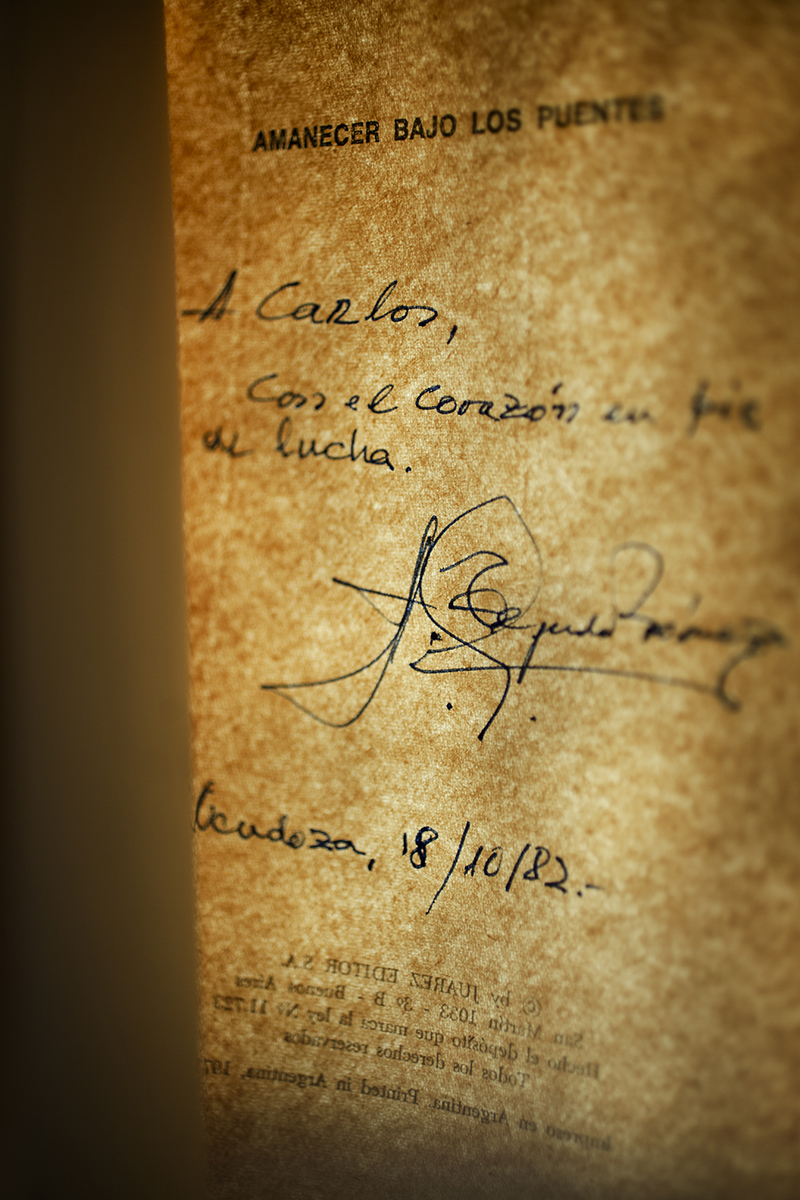 AMANECER BAJO LOS PUENTES
A Carlos,
Con el corazón en pie
de lucha.
Mendoza, 18/10/82.-
© by JUAREZ EDITOR S.A.
San Martín 1033 - 3º B - Buenos Aires
Hecho el depósito que marca la ley Nº 11.723
Todos los derechos reservados
Impreso en Argentina. Printed in Argentina.